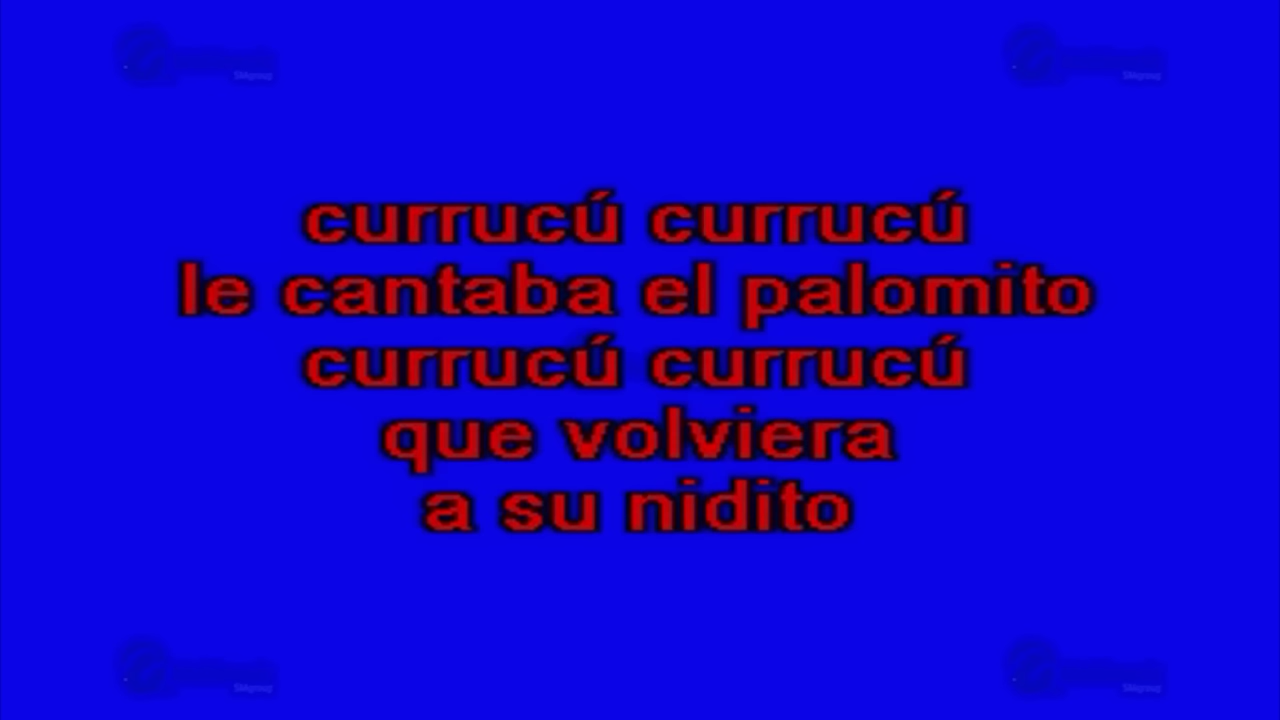 currucú currucú
le cantaba el palomito
currucú currucú
que volviera
a su nidito